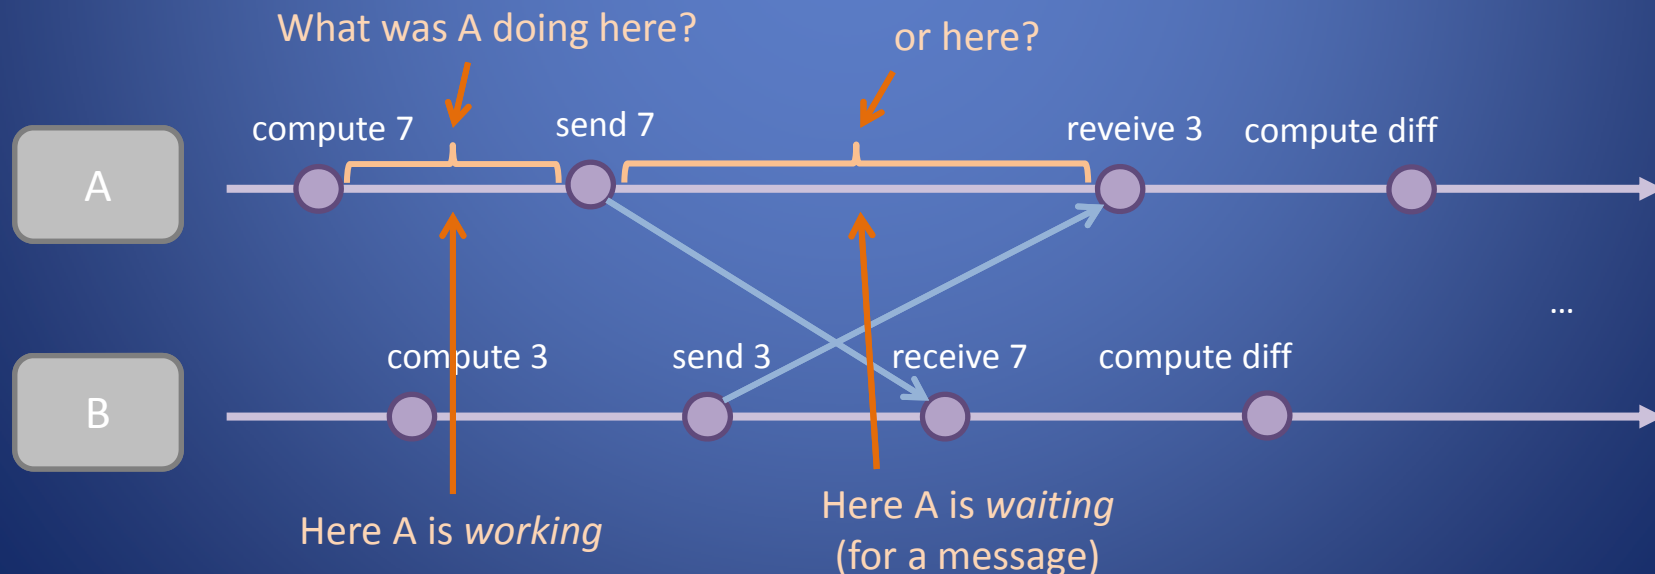 What was A doing here?
or here?
compute 7
send 7
reveive 3
compute diff
A
...
compute 3
send 3
receive 7
compute diff
B
Here A is working
Here A is waiting
(for a message)